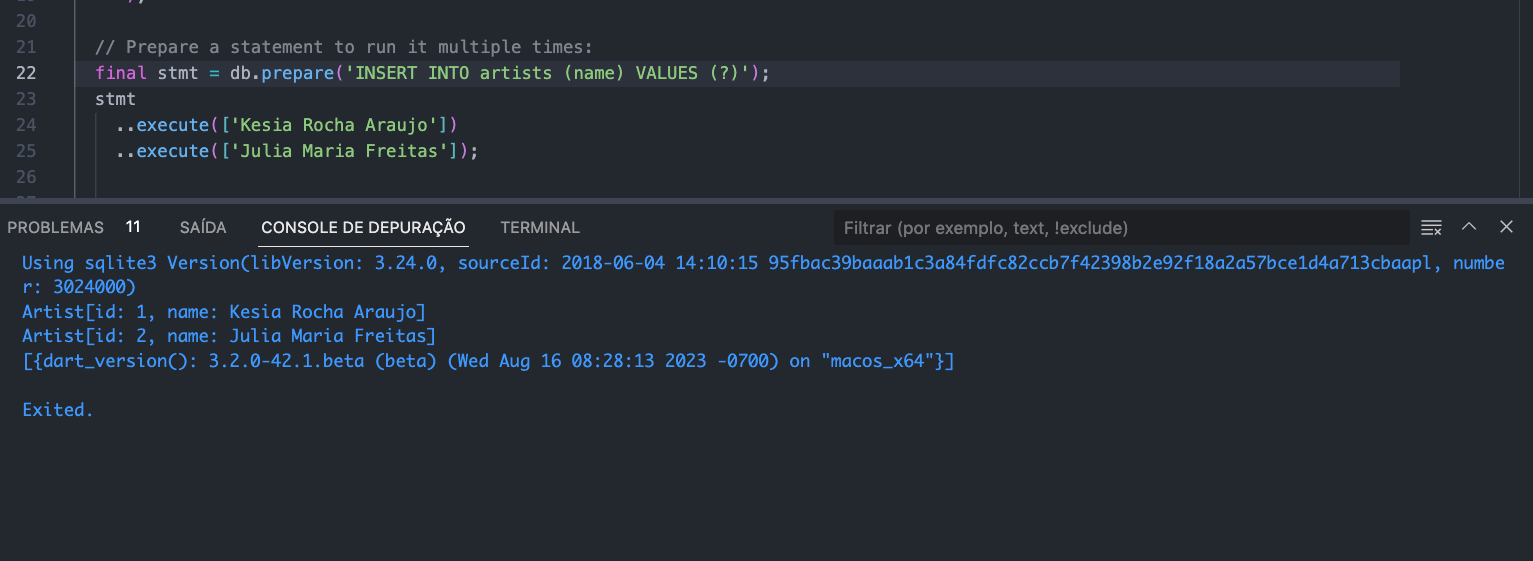 20
21 // Prepare a statement to run it multiple times:
22 final stmt = db.prepare('INSERT INTO artists (name) VALUES (?)');
23 stmt
24 ..execute(['Kesia Rocha Araujo'])
25 ..execute(['Julia Maria Freitas']);
26
PROBLEMAS 11 SAÍDA CONSOLE DE DEPURAÇÃO TERMINAL Filtrar (por exemplo, text, !exclude)
Using sqlite3 Version(libVersion: 3.24.0, sourceId: 2018-06-04 14:10:15 95fbac39baaab1c3a84fdfc82ccb7f42398b2e92f18a2a57bce1d4a713cbaapl, numbe
r: 3024000)
Artist[id: 1, name: Kesia Rocha Araujo]
Artist[id: 2, name: Julia Maria Freitas]
[{dart_version(): 3.2.0-42.1.beta (beta) (Wed Aug 16 08:28:13 2023 -0700) on "macos_x64"}]
Exited.